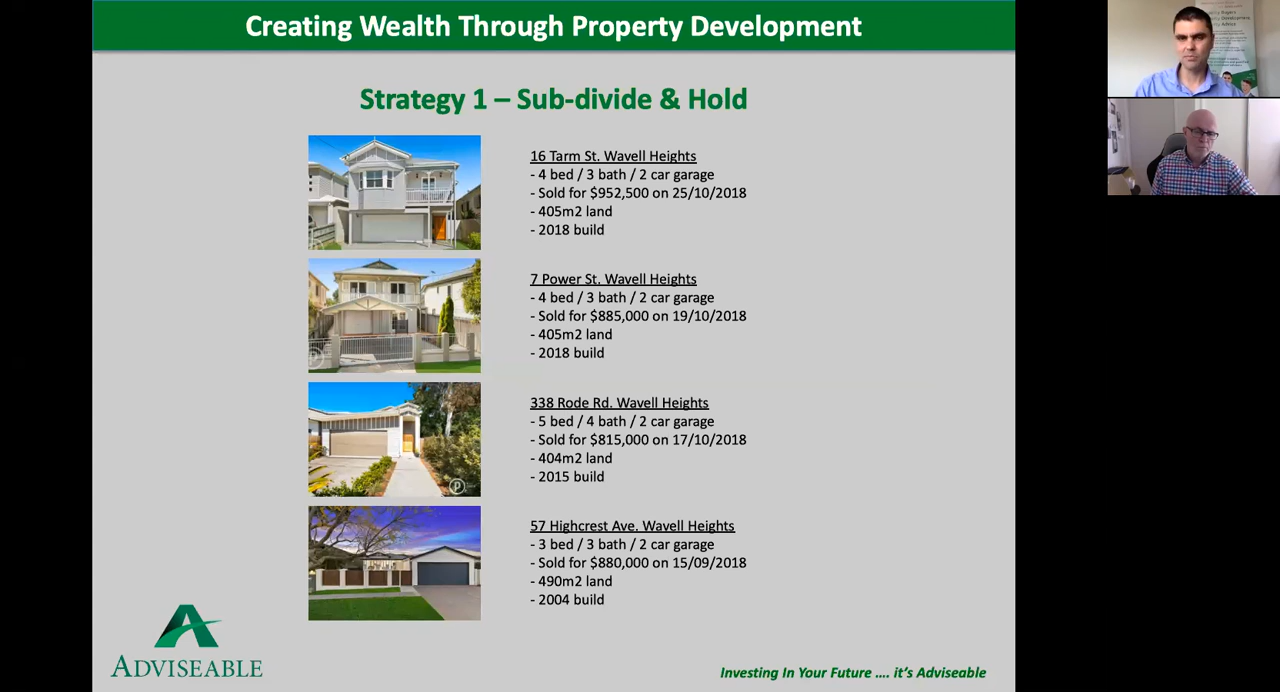 Creating Wealth Through Property Development
Strategy 1 – Sub-divide & Hold
16 Tarm St. Wavell Heights
- 4 bed / 3 bath / 2 car garage
- Sold for $952,500 on 25/10/2018
- 405m2 land
- 2018 build
7 Power St. Wavell Heights
- 4 bed / 3 bath / 2 car garage
- Sold for $885,000 on 19/10/2018
- 405m2 land
- 2018 build
338 Rode Rd. Wavell Heights
- 5 bed / 4 bath / 2 car garage
- Sold for $815,000 on 17/10/2018
- 404m2 land
- 2015 build
57 Highcrest Ave. Wavell Heights
- 3 bed / 3 bath / 2 car garage
- Sold for $880,000 on 15/09/2018
- 490m2 land
- 2004 build
ADVISEABLE
Investing In Your Future .... it's Adviseable